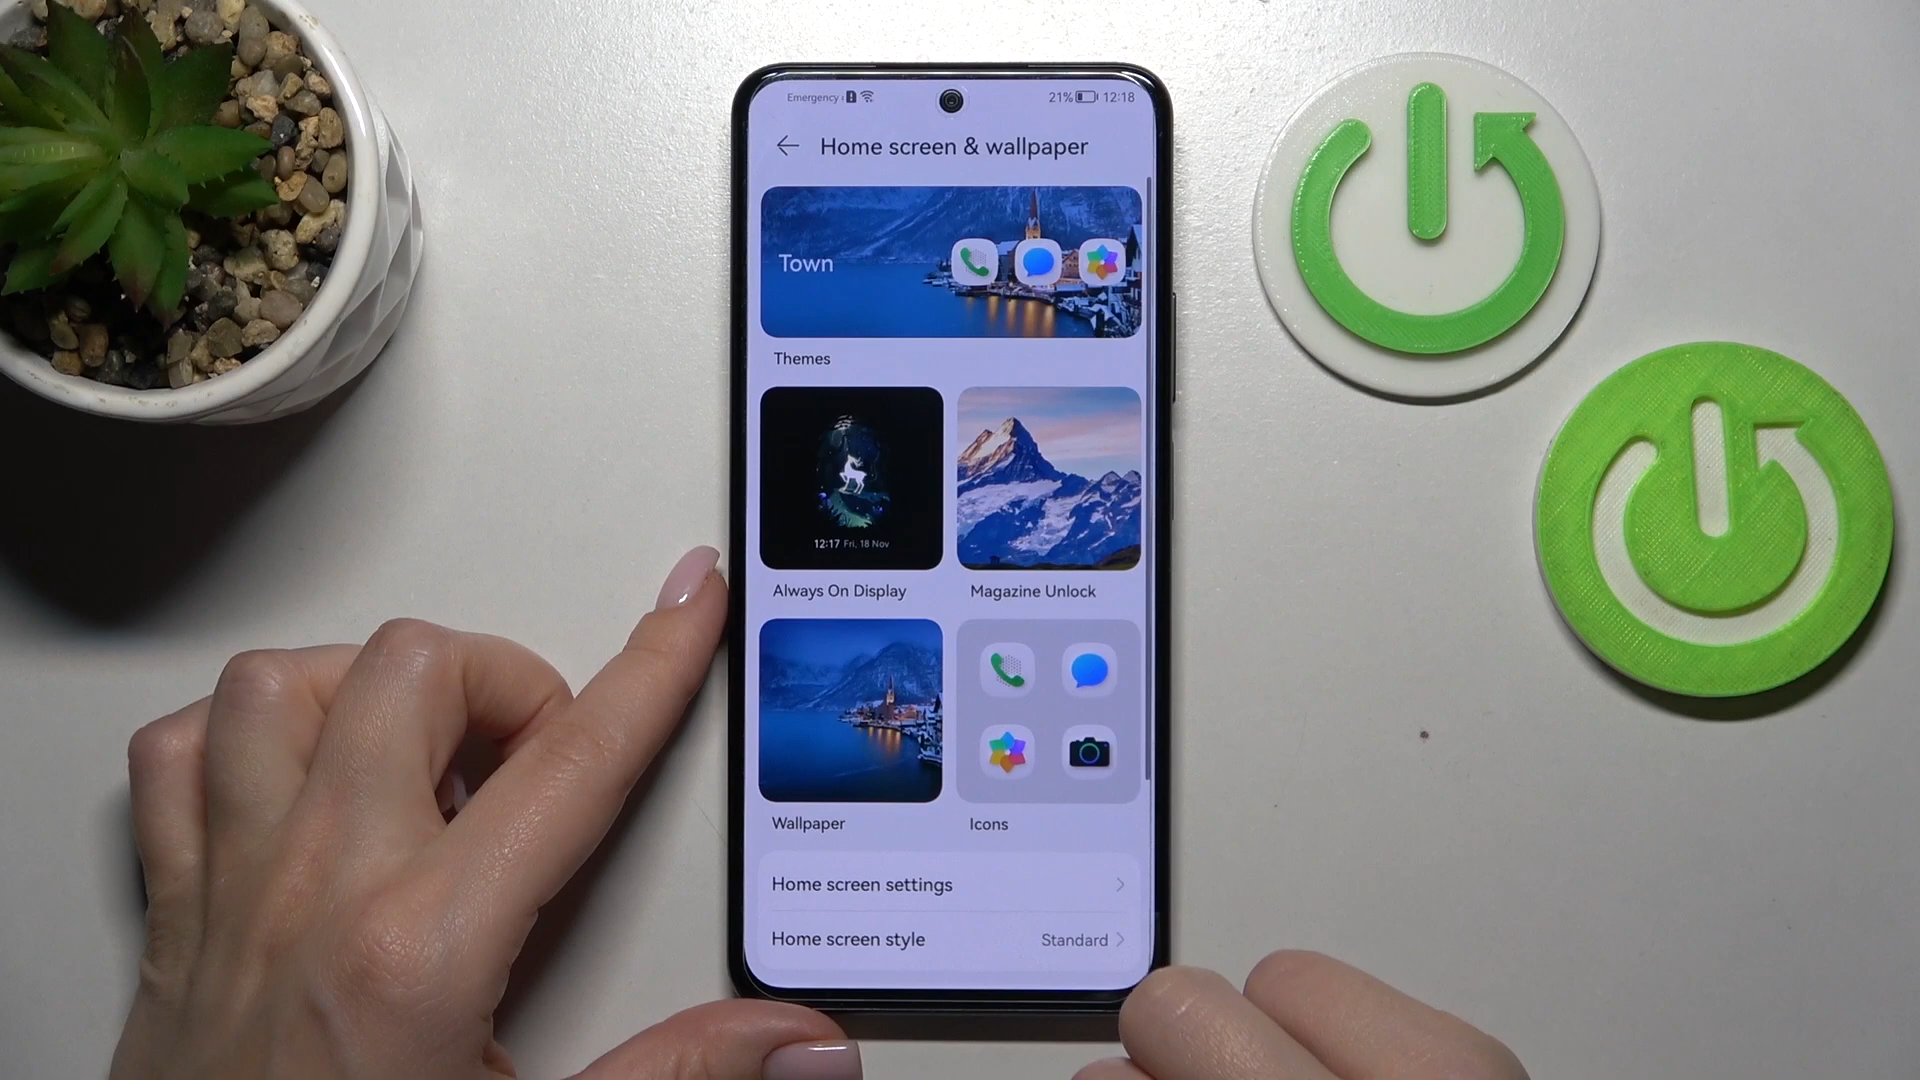 Emergency
21% 12:18
Home screen & wallpaper
Town
Themes
12:17 Fri, 18 Nov
Always On Display
Magazine Unlock
Wallpaper
Icons
Home screen settings
Home screen style
Standard